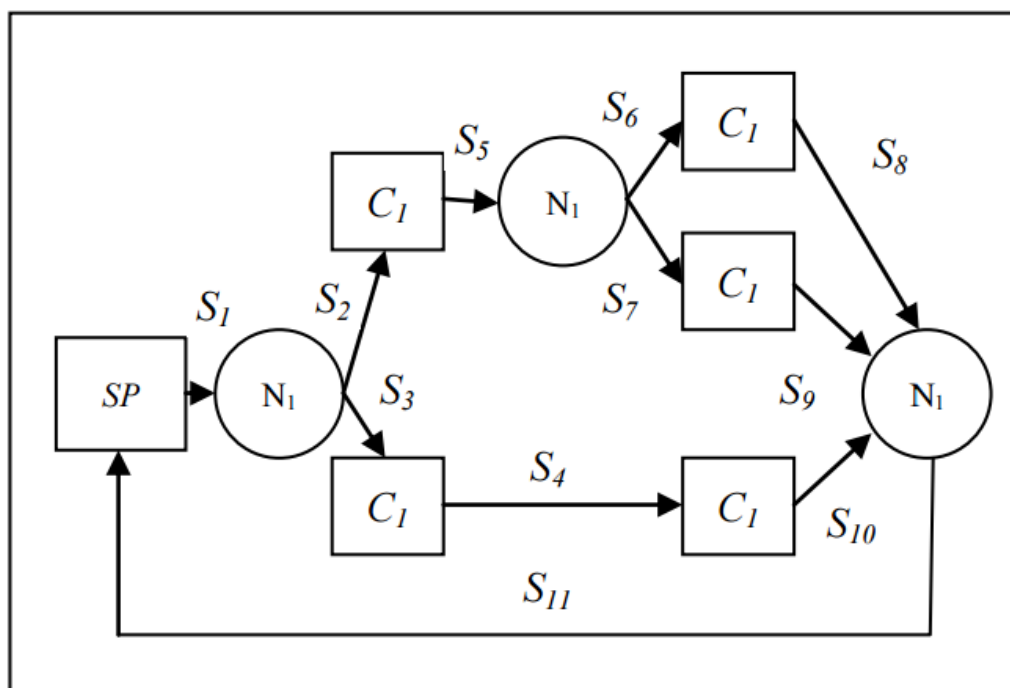 S₆
C₁
S₈
S₅
C₁
N₁
S₇
C₁
S₁
S₂
SP
N₁
S₃
S₉
N₁
C₁
S₄
C₁
S₁₀
S₁₁